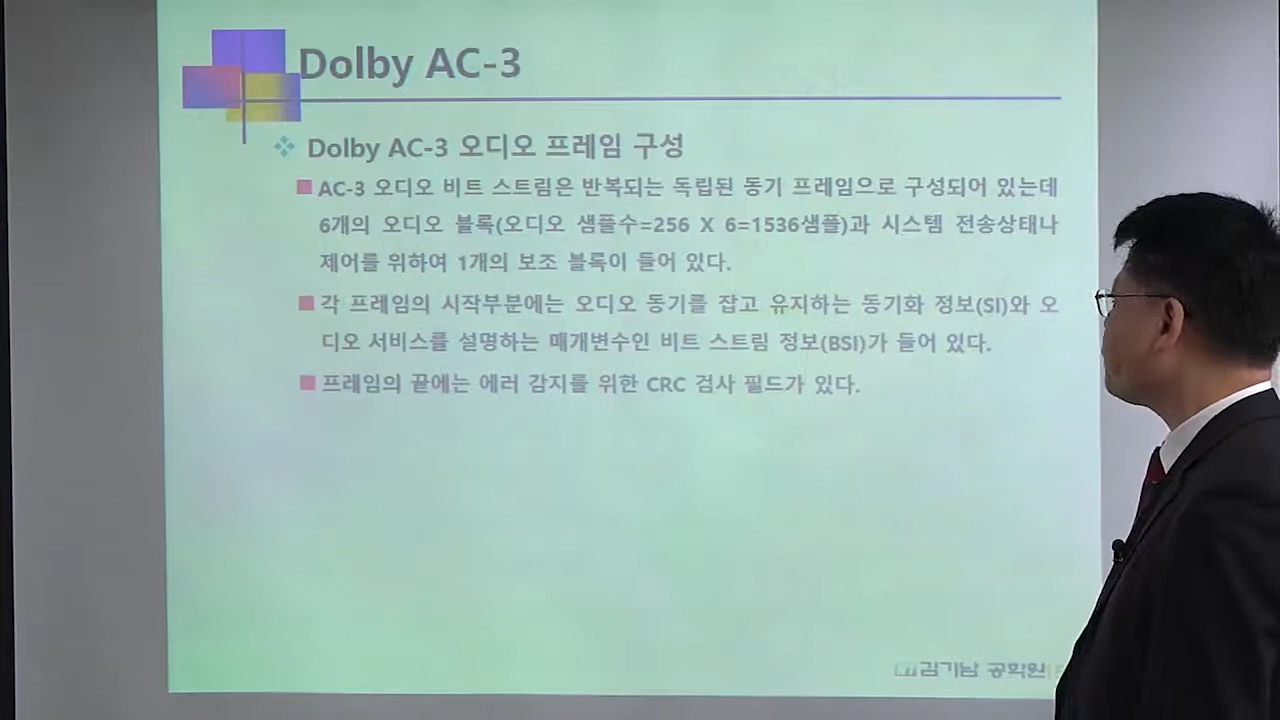 Dolby AC-3
Dolby AC-3 오디오 프레임 구성
AC-3 오디오 비트 스트림은 반복되는 독립된 동기 프레임으로 구성되어 있는데
6개의 오디오 블록(오디오 샘플수=256 X 6=1536샘플)과 시스템 전송상태나
제어를 위하여 1개의 보조 블록이 들어 있다.
각 프레임의 시작부분에는 오디오 동기를 잡고 유지하는 동기화 정보(SI)와 오
디오 서비스를 설명하는 매개변수인 비트 스트림 정보(BSI)가 들어 있다.
프레임의 끝에는 에러 감지를 위한 CRC 검사 필드가 있다.
김기남 공학원